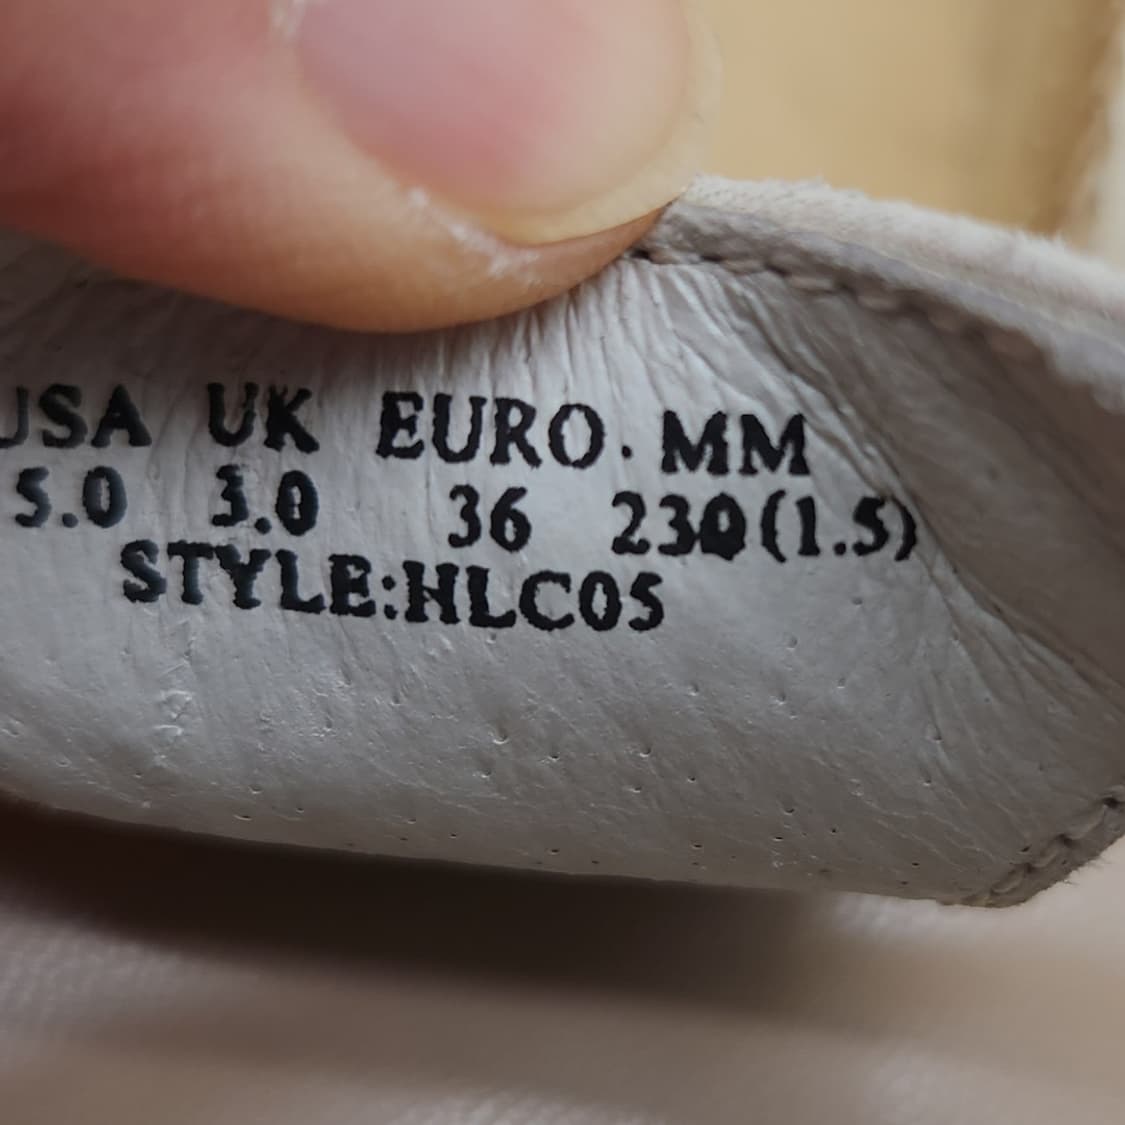 USA UK EURO. MM
5.0 3.0 36 230(1.5)
STYLE:HLC05